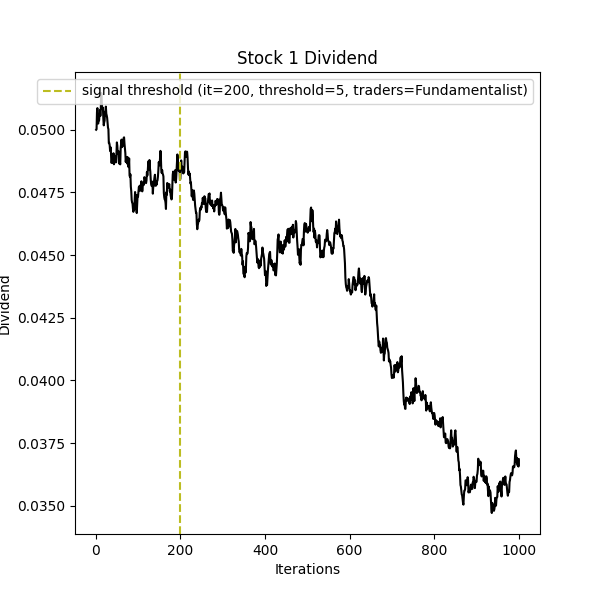 Stock 1 Dividend
signal threshold (it=200, threshold=5, traders=Fundamentalist)
0.0500
0.0475
0.0450
0.0425
0.0400
0.0375
0.0350
Dividend
0 200 400 600 800 1000
Iterations